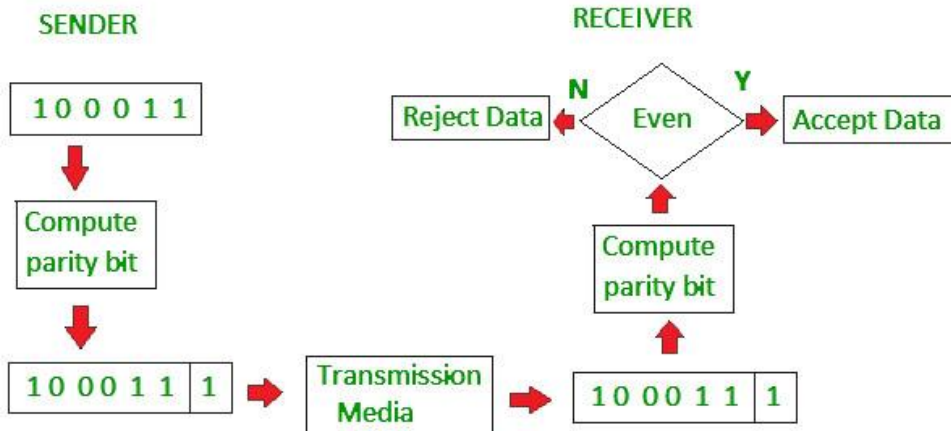 SENDER
1 0 0 0 1 1
Compute
parity bit
1 0 0 0 1 1 1
Transmission
Media
RECEIVER
1 0 0 0 1 1 1
Compute
parity bit
Even
N
Reject Data
Y
Accept Data